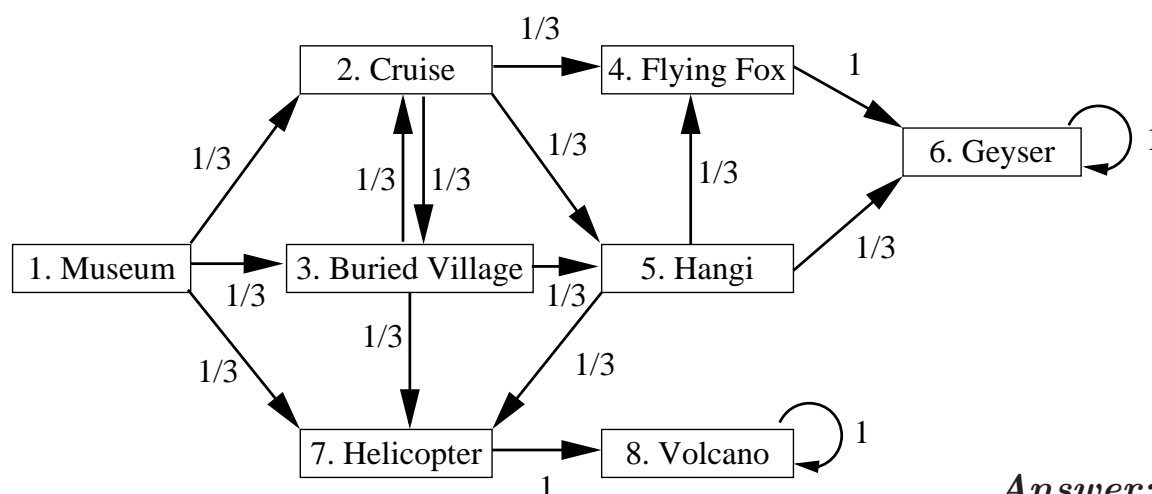 1/3
2. Cruise
4. Flying Fox
1
1/3
1/3
1/3
1/3
1/3
6. Geyser
1
1. Museum
3. Buried Village
5. Hangi
1/3
1/3
1/3
1/3
1/3
1/3
7. Helicopter
1
8. Volcano
1
Answer: